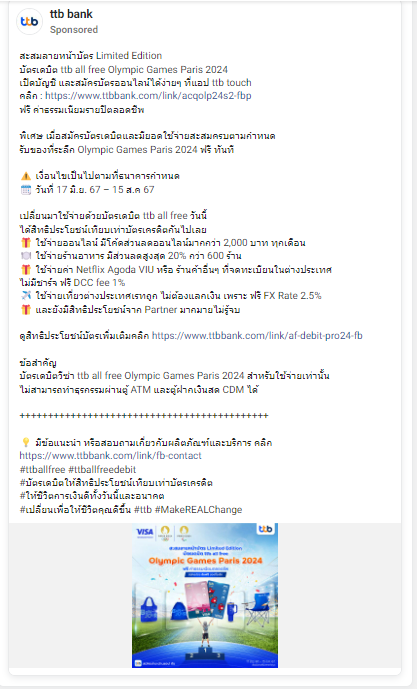 ttb bank
Sponsored
สะสมลายหน้าบัตร Limited Edition
บัตรเดบิต ttb all free Olympic Games Paris 2024
เปิดบัญชี และสมัครบัตรออนไลน์ได้ง่ายๆ ที่แอป ttb touch
คลิก : https://www.ttbbank.com/link/acqolp24s2-fbp
ฟรี ค่าธรรมเนียมรายปีตลอดชีพ
พิเศษ เมื่อสมัครบัตรเดบิตและมียอดใช้จ่ายสะสมครบตามกำหนด
รับของที่ระลึก Olympic Games Paris 2024 ฟรี ทันที
⚠️ เงื่อนไขเป็นไปตามที่ธนาคารกำหนด
🗓️ วันที่ 17 มิ.ย. 67 – 15 ส.ค 67
เปลี่ยนมาใช้จ่ายด้วยบัตรเดบิต ttb all free วันนี้
ได้สิทธิประโยชน์เทียบเท่าบัตรเครดิตกันไปเลย
🎁 ใช้จ่ายออนไลน์ มีโค้ดส่วนลดออนไลน์มากกว่า 2,000 บาท ทุกเดือน
🍽️ ใช้จ่ายร้านอาหาร มีส่วนลดสูงสุด 20% กว่า 600 ร้าน
🎁 ใช้จ่ายค่า Netflix Agoda VIU หรือ ร้านค้าอื่นๆ ที่จดทะเบียนในต่างประเทศ
ไม่มีชาร์จ ฟรี DCC fee 1%
✈️ ใช้จ่ายเที่ยวต่างประเทศเรทถูก ไม่ต้องแลกเงิน เพราะ ฟรี FX Rate 2.5%
🎁 และยังมีสิทธิประโยชน์จาก Partner มากมายไม่รู้จบ
ดูสิทธิประโยชน์บัตรเพิ่มเติมคลิก https://www.ttbbank.com/link/af-debit-pro24-fb
ข้อสำคัญ
บัตรเดบิตวีซ่า ttb all free Olympic Games Paris 2024 สำหรับใช้จ่ายเท่านั้น
ไม่สามารถทำธุรกรรมผ่านตู้ ATM และตู้ฝากเงินสด CDM ได้
++++++++++++++++++++++++++++++++++++++++++++
💡 มีข้อแนะนำ หรือสอบถามเกี่ยวกับผลิตภัณฑ์และบริการ คลิก
https://www.ttbbank.com/link/fb-contact
#ttballfree #ttballfreedebit
#บัตรเดบิตให้สิทธิประโยชน์เทียบเท่าบัตรเครดิต
#ให้ชีวิตการเงินดีทั้งวันนี้และอนาคต
#เปลี่ยนเพื่อให้ชีวิตคุณดีขึ้น #ttb #MakeREALChange
VISA
ttb
สะสมลายหน้าบัตร Limited Edition
บัตรเดบิต ttb all free
Olympic Games Paris 2024